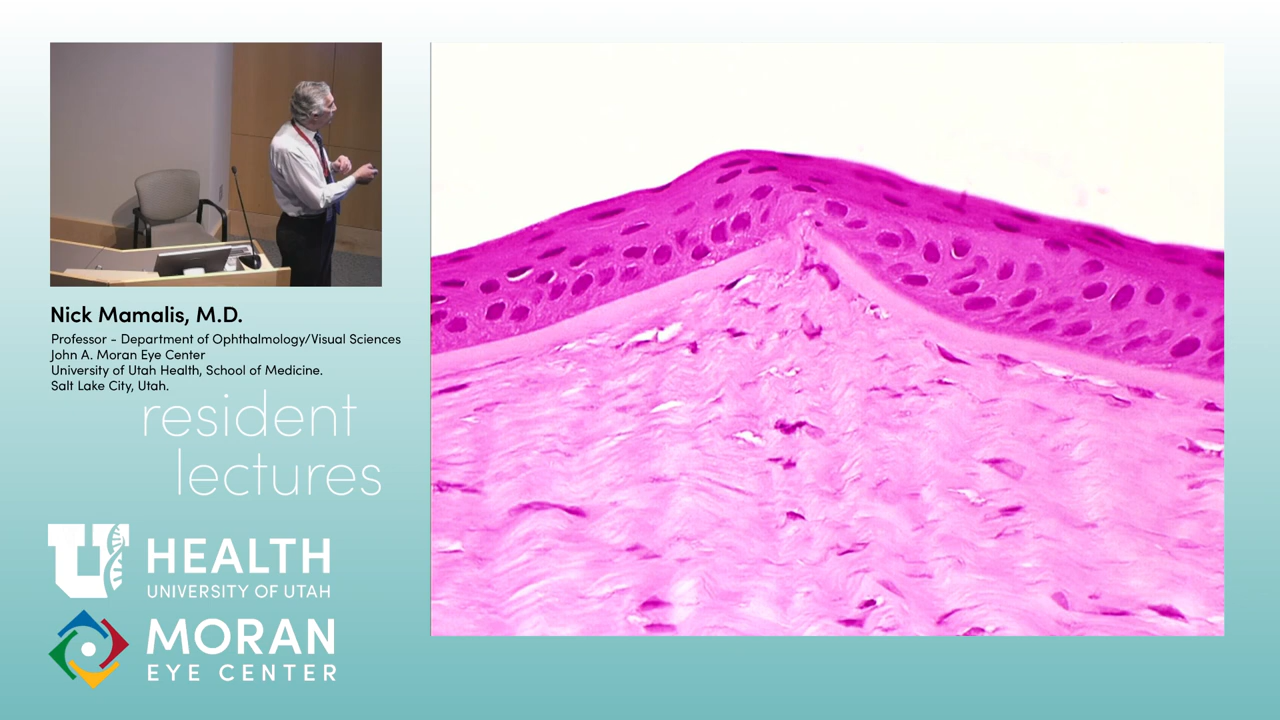 Nick Mamalis, M.D.
Professor - Department of Ophthalmology/Visual Sciences
John A. Moran Eye Center
University of Utah Health, School of Medicine.
Salt Lake City, Utah.
resident
lectures
U HEALTH
UNIVERSITY OF UTAH
MORAN
EYE CENTER